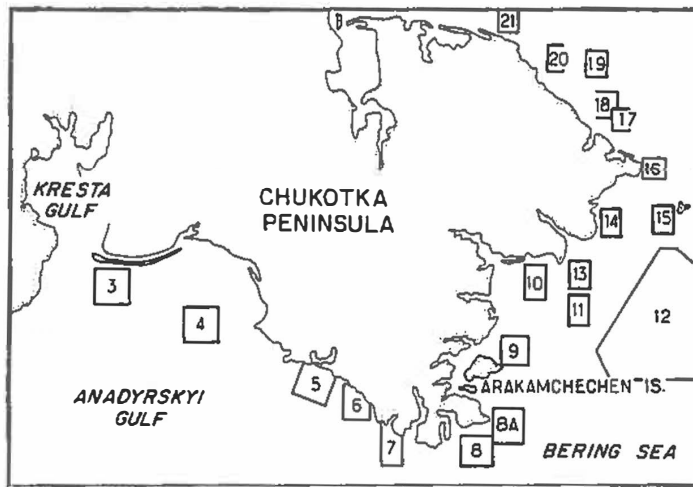 21
20
19
18
17
16
KRESTA
GULF
CHUKOTKA
PENINSULA
14
15
3
10
13
11
12
4
9
5
ARAKAMCHECHEN IS.
6
ANADYRSKYI
GULF
8A
7
8
BERING SEA